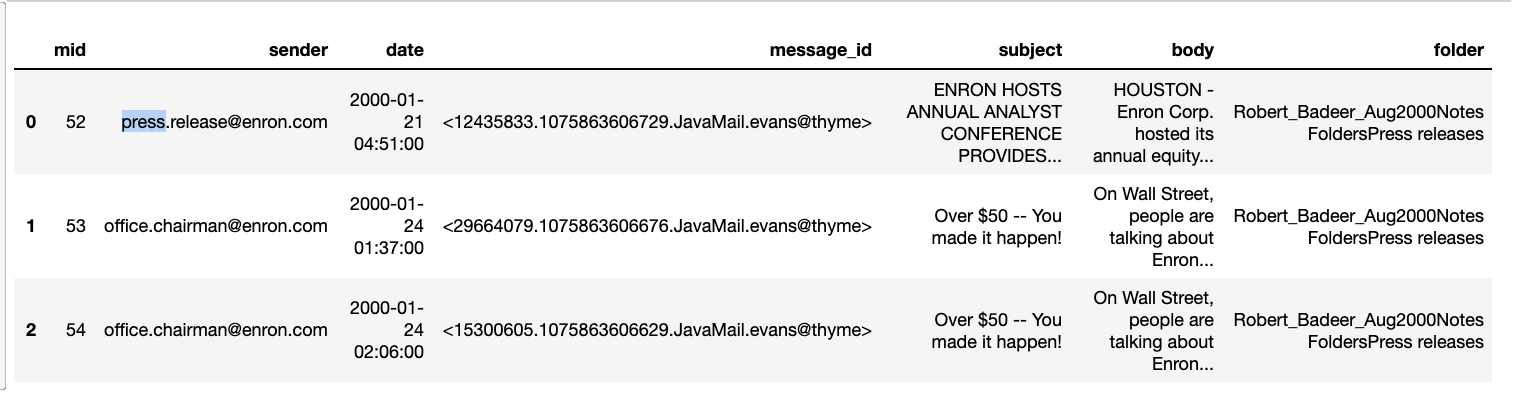 mid sender date message_id subject body folder
0 52 press.release@enron.com 2000-01-21 04:51:00 <12435833.1075863606729.JavaMail.evans@thyme> ENRON HOSTS ANNUAL ANALYST CONFERENCE PROVIDES... HOUSTON - Enron Corp. hosted its annual equity... Robert_Badeer_Aug2000Notes FoldersPress releases
1 53 office.chairman@enron.com 2000-01-24 01:37:00 <29664079.1075863606676.JavaMail.evans@thyme> Over $50 -- You made it happen! On Wall Street, people are talking about Enron... Robert_Badeer_Aug2000Notes FoldersPress releases
2 54 office.chairman@enron.com 2000-01-24 02:06:00 <15300605.1075863606629.JavaMail.evans@thyme> Over $50 -- You made it happen! On Wall Street, people are talking about Enron... Robert_Badeer_Aug2000Notes FoldersPress releases